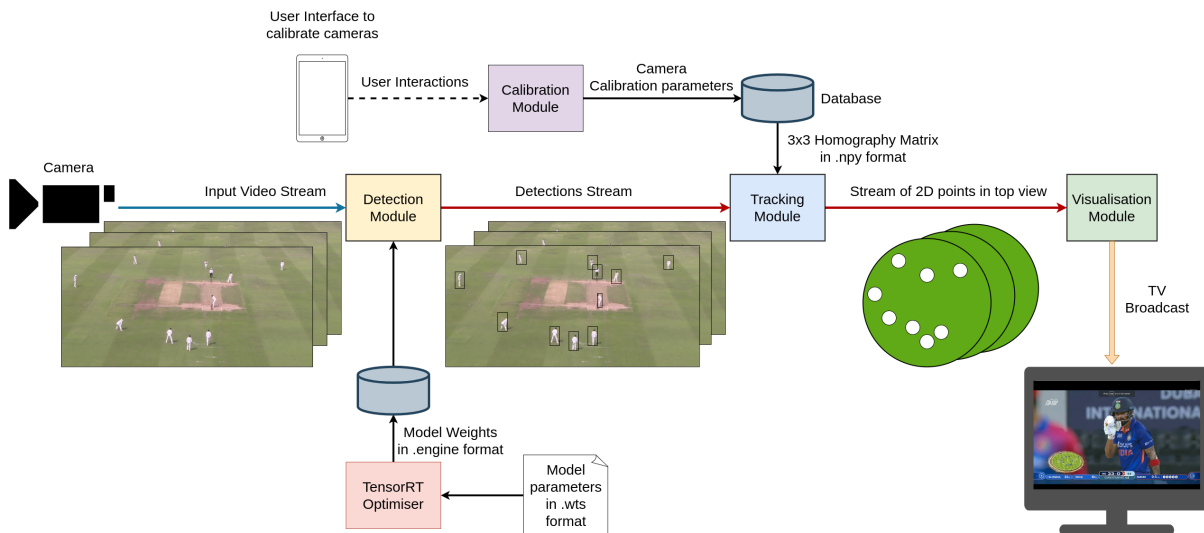 User Interface to
calibrate cameras
User Interactions
Calibration
Module
Camera
Calibration parameters
Database
3x3 Homography Matrix
in .npy format
Camera
Input Video Stream
Detection
Module
Detections Stream
Tracking
Module
Stream of 2D points in top view
Visualisation
Module
TV
Broadcast
Model Weights
in .engine format
TensorRT
Optimiser
Model
parameters
in .wts
format
DUBA
INTERNATIONAL